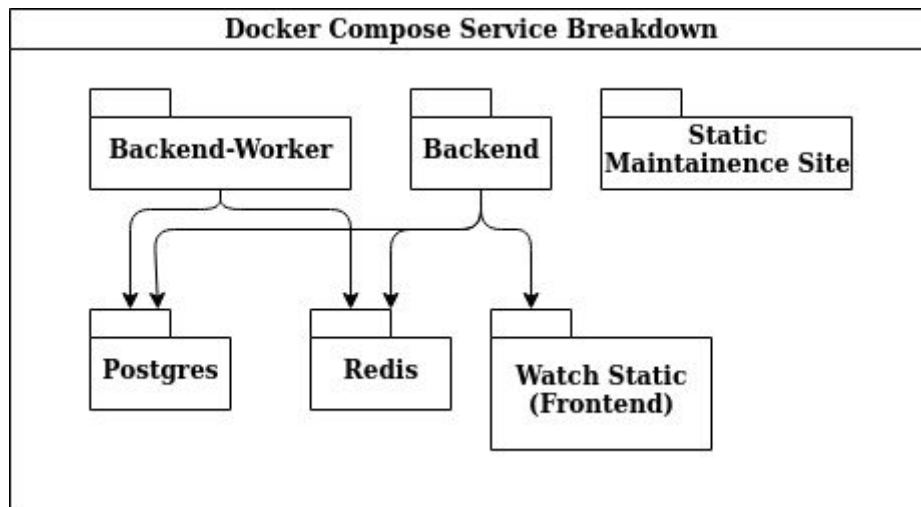 Docker Compose Service Breakdown
Backend-Worker
Backend
Static
Maintainence Site
Postgres
Redis
Watch Static
(Frontend)